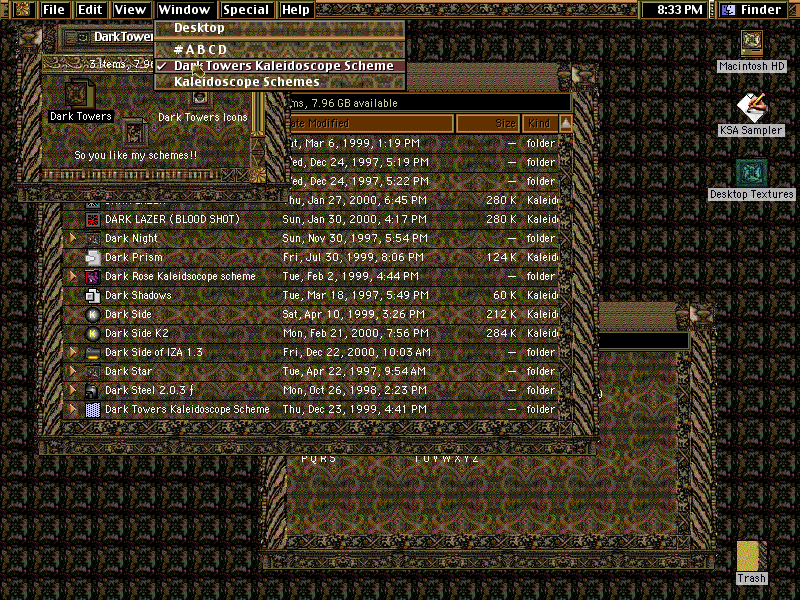 File Edit View Window Special Help 8:33 PM Finder
Desktop
#ABCD
✓ Dark Towers Kaleidoscope Scheme
Kaleidoscope Schemes
Dark Tower
3 items, 7.96
Dark Towers
Dark Towers Icons
So you like my schemes!!
ms, 7.96 GB available
ate Modified Size Kind
at, Mar 6, 1999, 1:19 PM — folder
Wed, Dec 24, 1997, 5:19 PM — folder
Wed, Dec 24, 1997, 5:22 PM — folder
Thu, Jan 27, 2000, 6:45 PM 280 K Kaleid
DARK LAZER (BLOOD SHOT) Sun, Jan 30, 2000, 4:17 PM 280 K Kaleid
Dark Night Sun, Nov 30, 1997, 5:54 PM — folder
Dark Prism Fri, Jul 30, 1999, 8:06 PM 124 K Kaleid
Dark Rose Kaleidsocope scheme Tue, Feb 2, 1999, 4:44 PM — folder
Dark Shadows Tue, Mar 18, 1997, 5:49 PM 60 K Kaleid
Dark Side Sat, Apr 10, 1999, 3:26 PM 212 K Kaleid
Dark Side K2 Mon, Feb 21, 2000, 7:56 PM 284 K Kaleid
Dark Side of IZA 1.3 Fri, Dec 22, 2000, 10:03 AM — folder
Dark Star Tue, Apr 22, 1997, 9:54 AM — folder
Dark Steel 2.0.3 ƒ Mon, Oct 26, 1998, 2:23 PM — folder
Dark Towers Kaleidoscope Scheme Thu, Dec 23, 1999, 4:41 PM — folder
PQRS TUVWXYZ
Macintosh HD
KSA Sampler
Desktop Textures
Trash